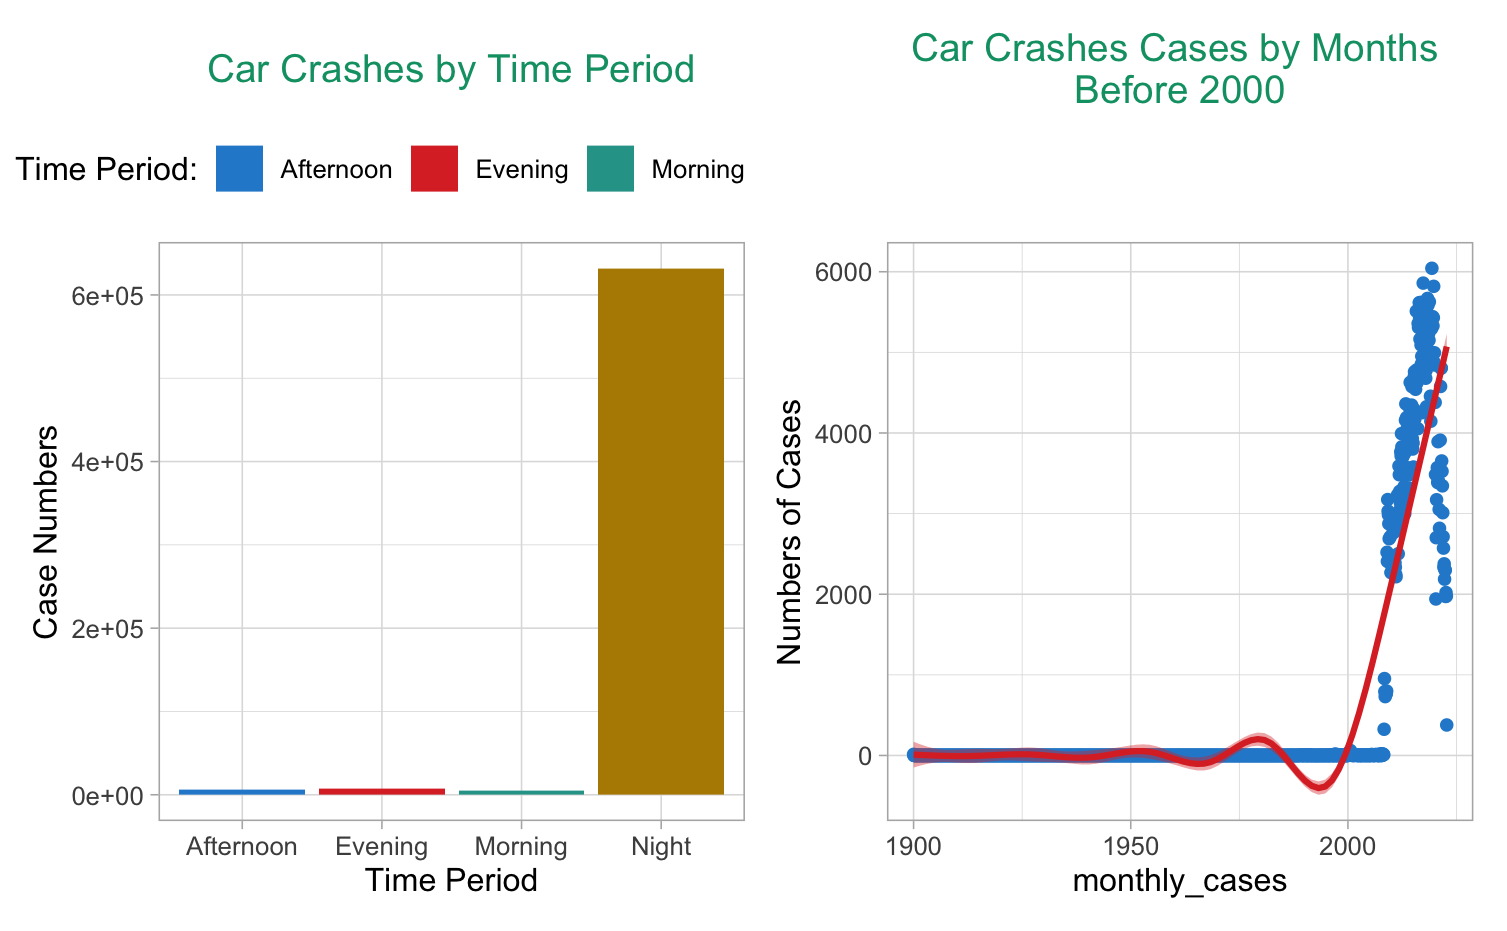 Car Crashes by Time Period
Time Period:
Afternoon
Evening
Morning
Case Numbers
6e+05
4e+05
2e+05
0e+00
Afternoon
Evening
Morning
Night
Time Period
Car Crashes Cases by Months
Before 2000
Numbers of Cases
6000
4000
2000
0
1900
1950
2000
monthly_cases